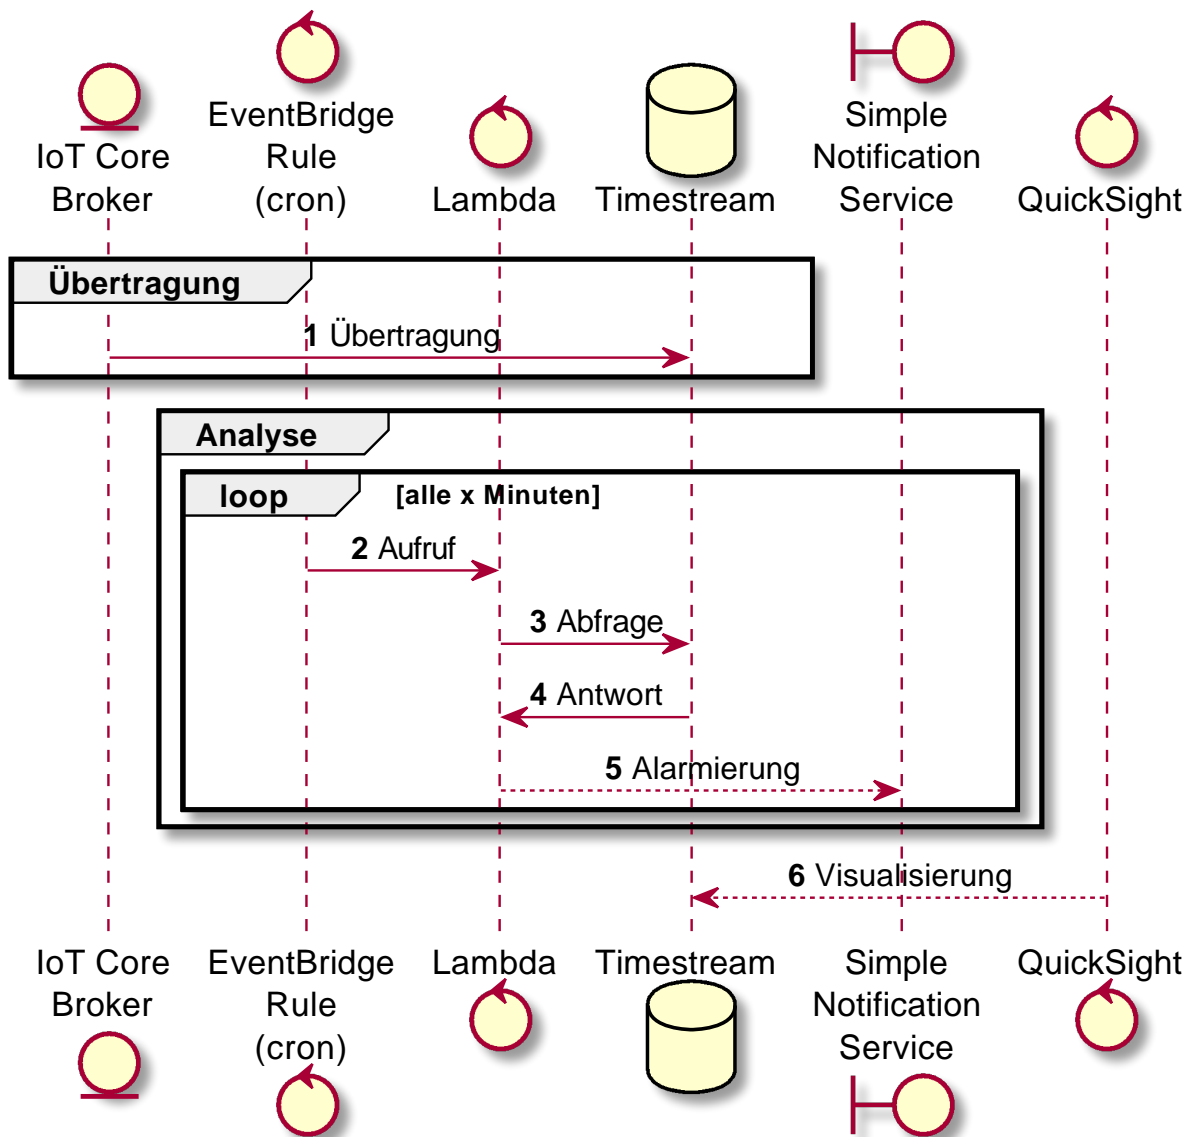 IoT Core
Broker
EventBridge
Rule
(cron)
Lambda
Timestream
Simple
Notification
Service
QuickSight
Übertragung
1 Übertragung
Analyse
loop [alle x Minuten]
2 Aufruf
3 Abfrage
4 Antwort
5 Alarmierung
6 Visualisierung
IoT Core
Broker
EventBridge
Rule
(cron)
Lambda
Timestream
Simple
Notification
Service
QuickSight